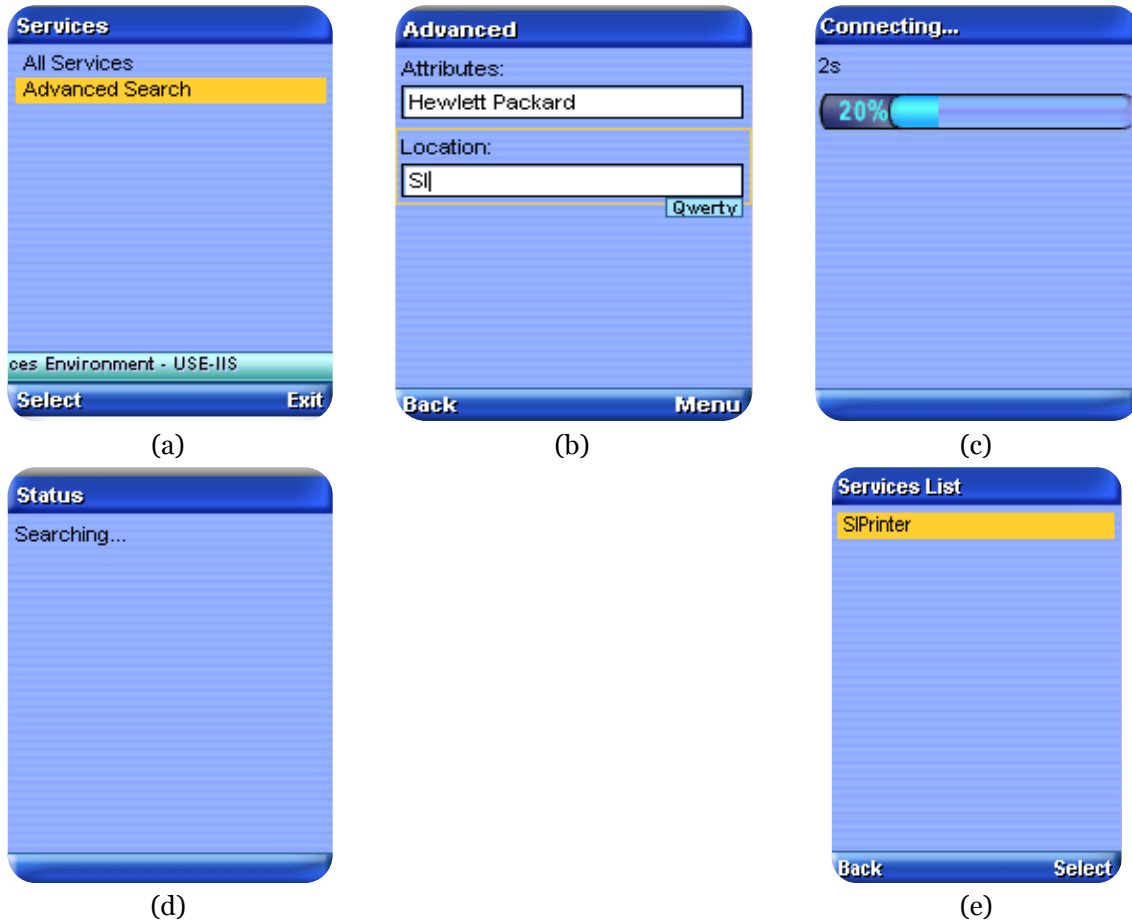 Services
All Services
Advanced Search
ces Environment - USE-IIS
Select Exit
(a)
Advanced
Attributes:
Hewlett Packard
Location:
SI
Qwerty
Back Menu
(b)
Connecting...
2s
20%
(c)
Status
Searching...
(d)
Services List
SIPrinter
Back Select
(e)